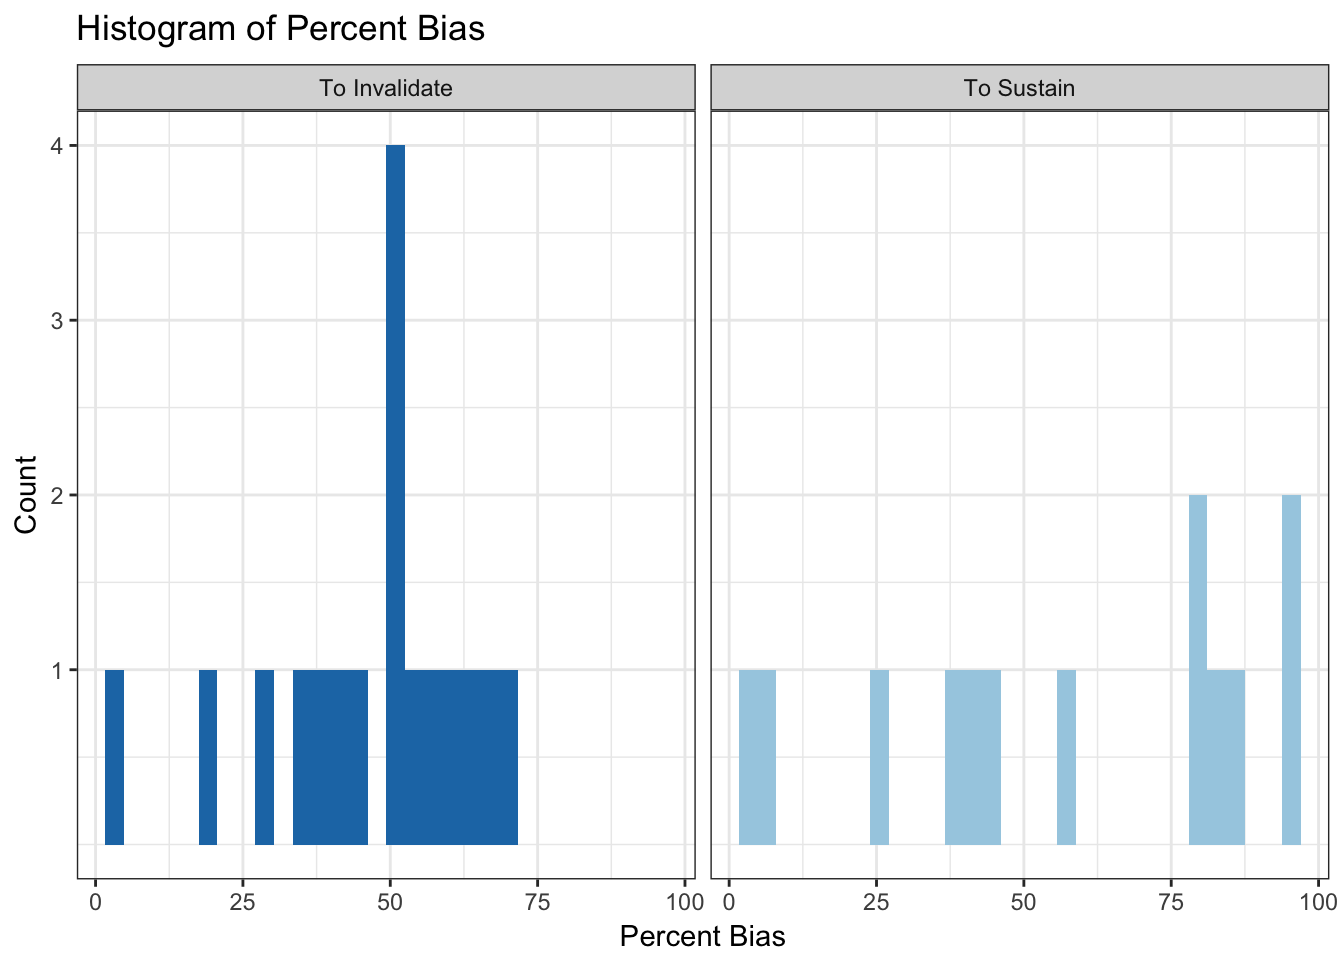 Histogram of Percent Bias
To Invalidate
To Sustain
4
3
2
1
Count
0 25 50 75 100
0 25 50 75 100
Percent Bias